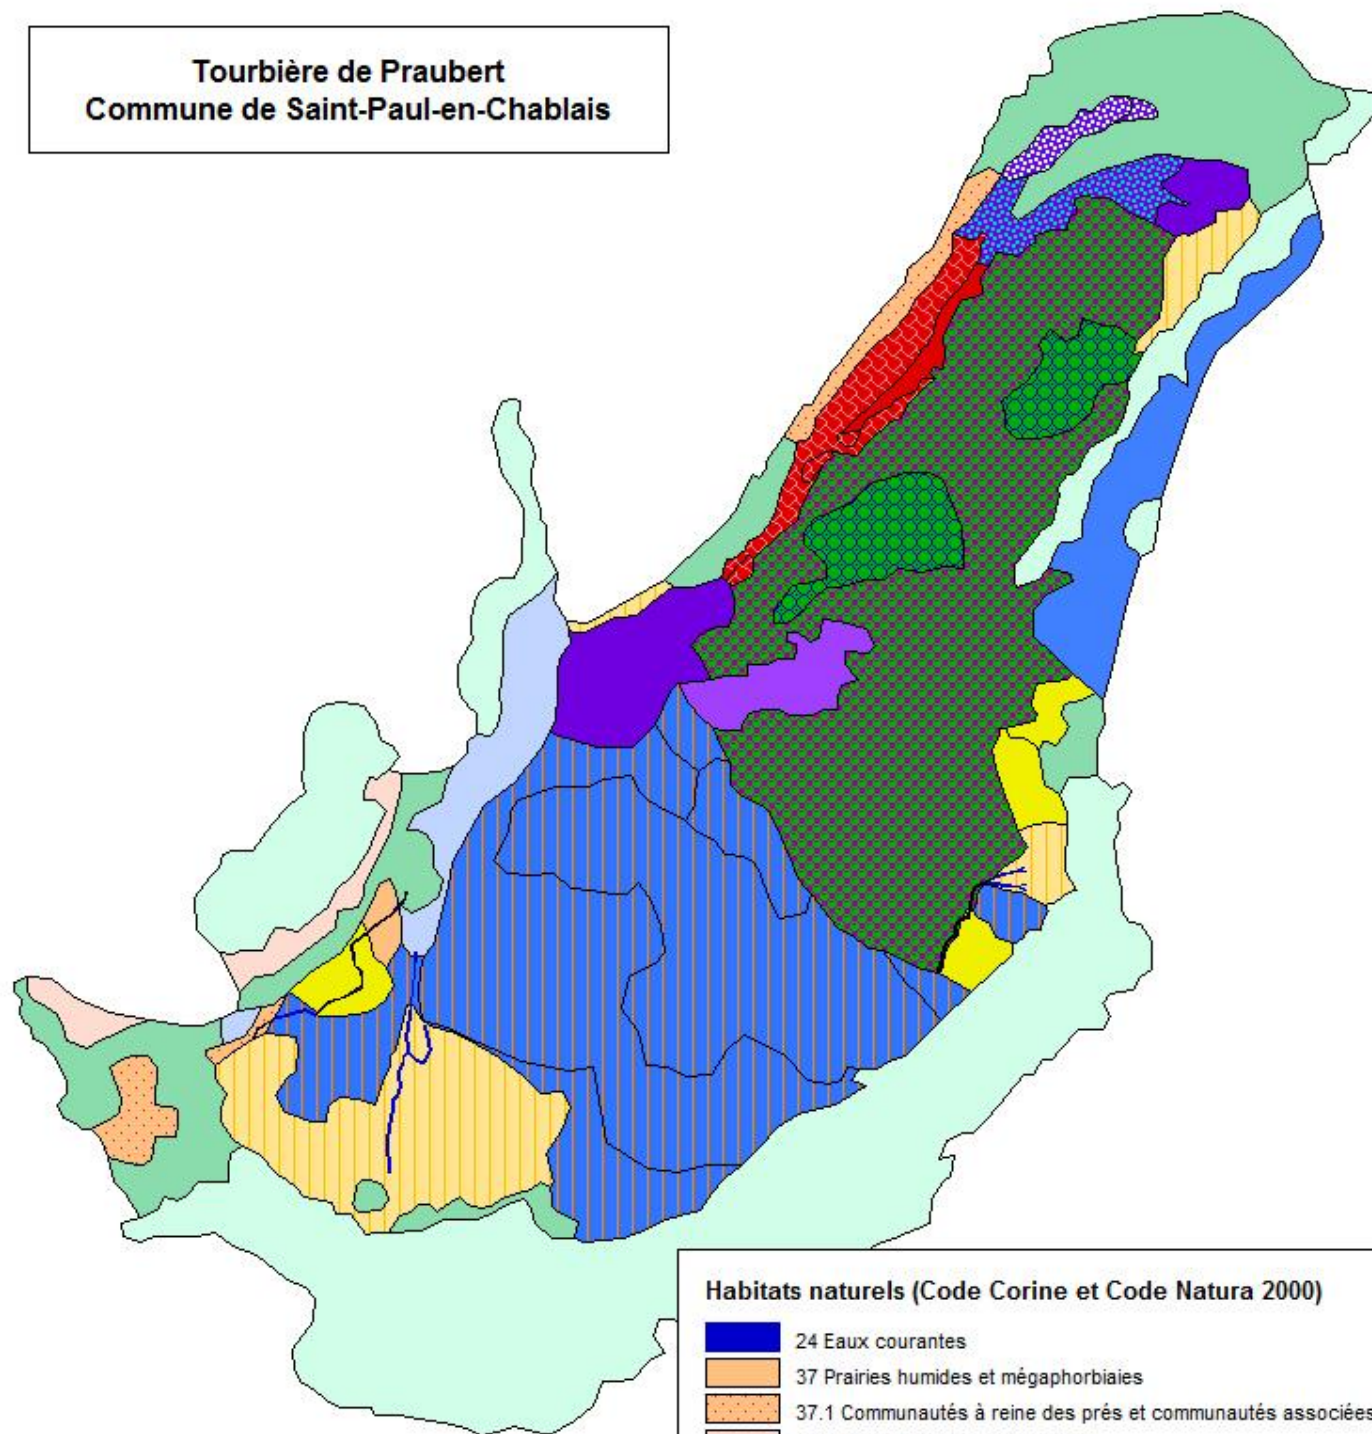 Tourbière de Praubert
Commune de Saint-Paul-en-Chablais
Habitats naturels (Code Corine et Code Natura 2000)
24 Eaux courantes
37 Prairies humides et mégaphorbiaies
37.1 Communautés à reine des prés et communautés associées